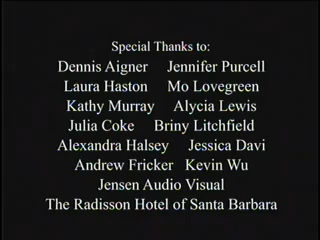 Special Thanks to:
Dennis Aigner Jennifer Purcell
Laura Haston Mo Lovegreen
Kathy Murray Alycia Lewis
Julia Coke Briny Litchfield
Alexandra Halsey Jessica Davi
Andrew Fricker Kevin Wu
Jensen Audio Visual
The Radisson Hotel of Santa Barbara